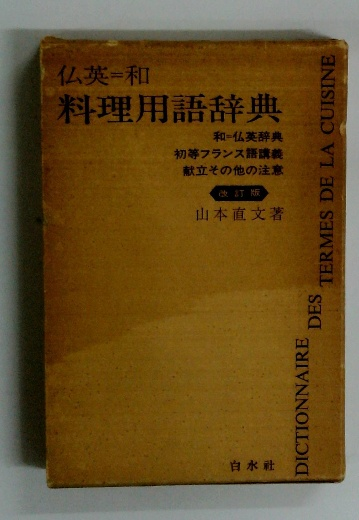 仏英=和
料理用語辞典
和=仏英辞典
初等フランス語講義
献立その他の注意
改訂版
山本直文著
DICTIONNAIRE DES TERMES DE LA CUISINE
白水社